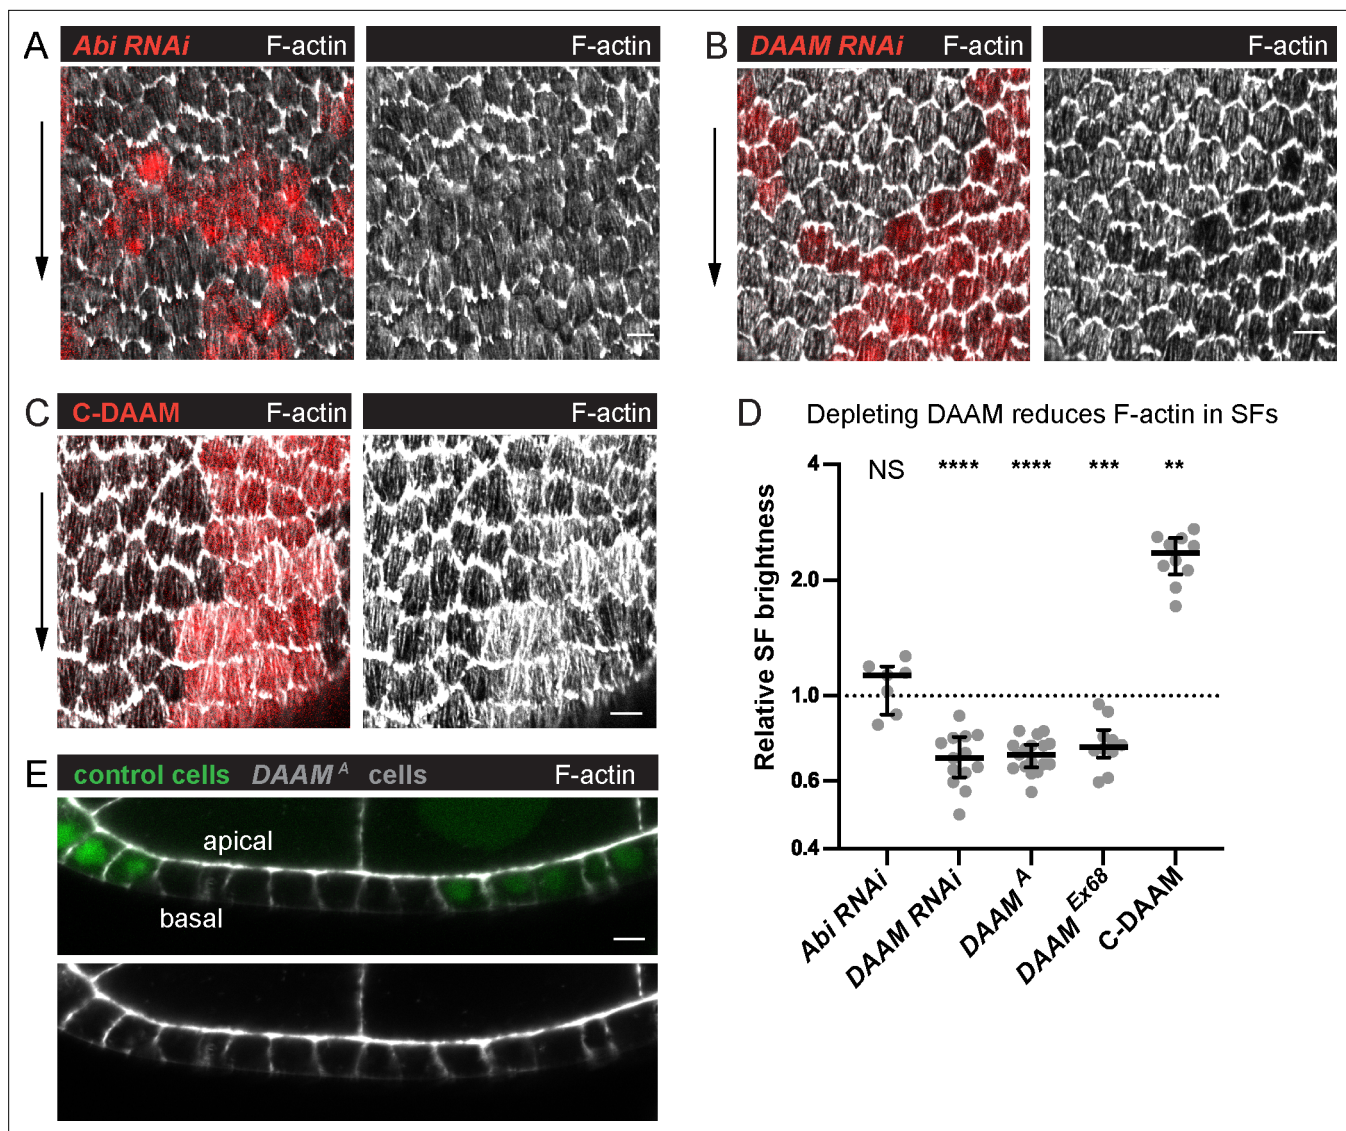 A
Abi RNAi F-actin
F-actin
B
DAAM RNAi F-actin
F-actin
C
C-DAAM F-actin
F-actin
D
Depleting DAAM reduces F-actin in SFs
NS **** **** *** **
Relative SF brightness
4
2.0
1.0
0.6
0.4
Abi RNAi
DAAM RNAi
DAAM A
DAAM Ex68
C-DAAM
E
control cells DAAM A cells F-actin
apical
basal